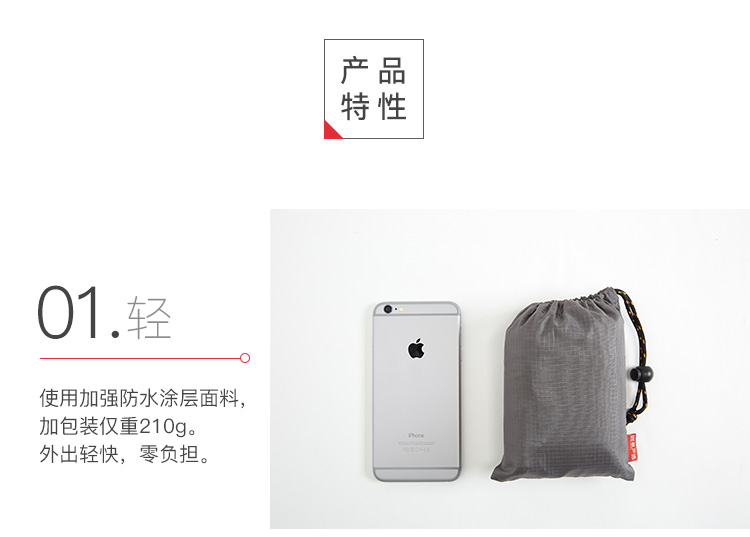 产品
特性
01.轻
使用加强防水涂层面料，
加包装仅重210g。
外出轻快，零负担。
iPhone